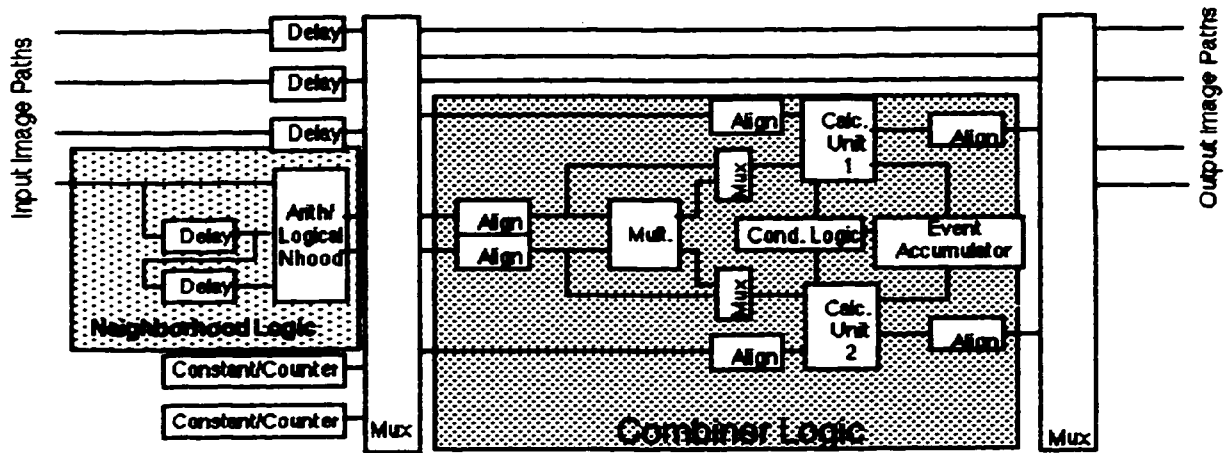 Input Image Paths
Delay
Delay
Delay
Delay
Delay
Arith/
Logical
Nhood
Neighborhood Logic
Constant/Counter
Constant/Counter
Mux
Align
Align
Align
Align
Mult.
Mux
Mux
Calc.
Unit
1
Cond. Logic
Event
Accumulator
Calc.
Unit
2
Align
Align
Combiner Logic
Mux
Output Image Paths